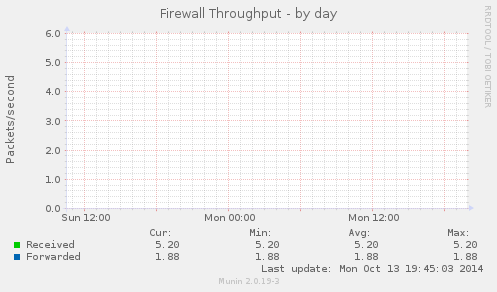 Firewall Throughput - by day
RRDTOOL / TOBI OETIKER
Packets/second
6.0
5.0
4.0
3.0
2.0
1.0
0.0
Sun 12:00 Mon 00:00 Mon 12:00
Cur: Min: Avg: Max:
Received 5.20 5.20 5.20 5.20
Forwarded 1.88 1.88 1.88 1.88
Last update: Mon Oct 13 19:45:03 2014
Munin 2.0.19-3